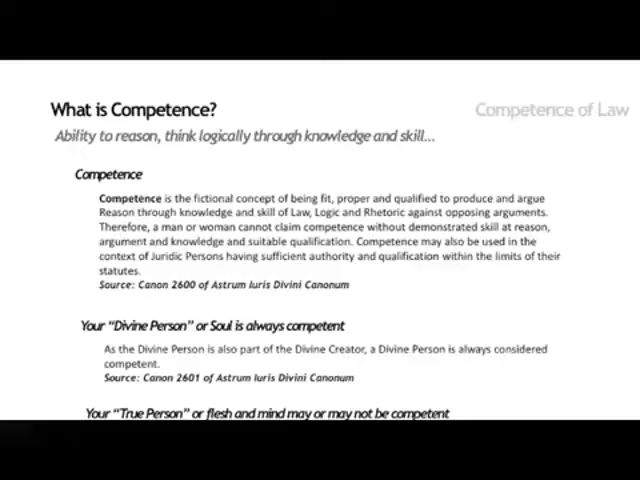 What is Competence?
Competence of Law
Ability to reason, think logically through knowledge and skill...
Competence
Competence is the fictional concept of being fit, proper and qualified to produce and argue
Reason through knowledge and skill of Law, Logic and Rhetoric against opposing arguments.
Therefore, a man or woman cannot claim competence without demonstrated skill at reason,
argument and knowledge and suitable qualification. Competence may also be used in the
context of Juridic Persons having sufficient authority and qualification within the limits of their
statutes.
Source: Canon 2600 of Astrum Iuris Divini Canonum
Your “Divine Person” or Soul is always competent
As the Divine Person is also part of the Divine Creator, a Divine Person is always considered
competent.
Source: Canon 2601 of Astrum Iuris Divini Canonum
Your “True Person” or flesh and mind may or may not be competent